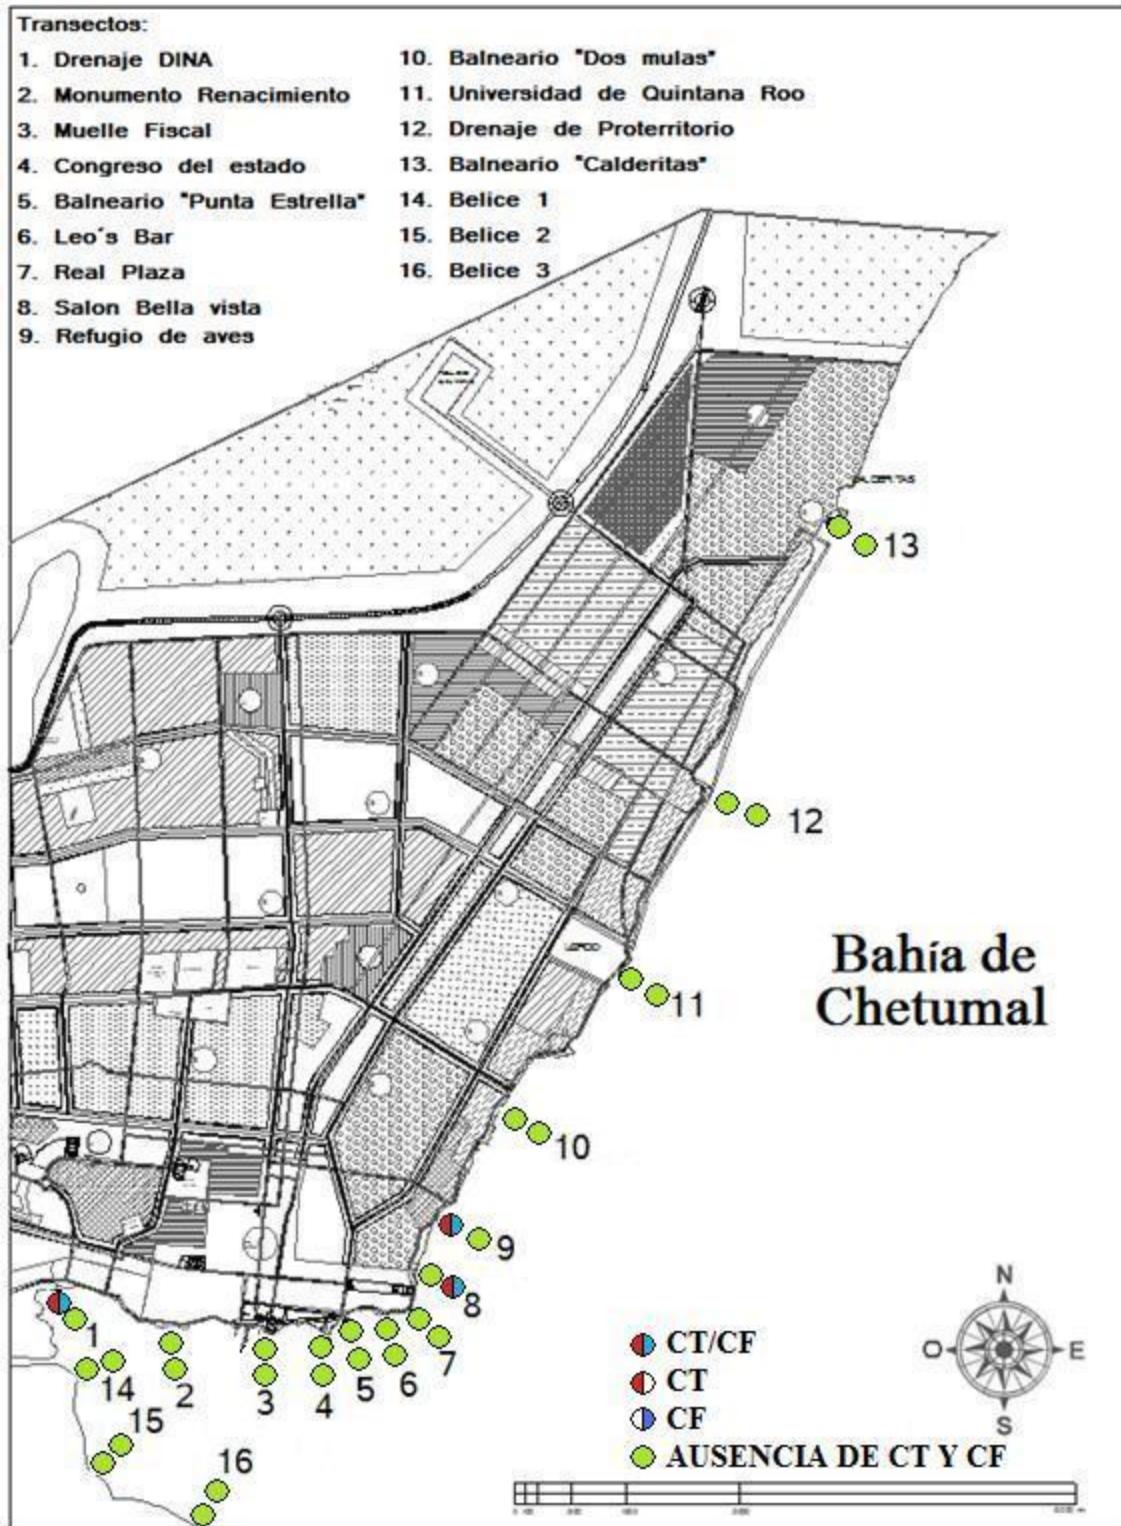 Transectos:
1. Drenaje DINA
2. Monumento Renacimiento
3. Muelle Fiscal
4. Congreso del estado
5. Balneario "Punta Estrella"
6. Leo´s Bar
7. Real Plaza
8. Salon Bella vista
9. Refugio de aves
10. Balneario "Dos mulas"
11. Universidad de Quintana Roo
12. Drenaje de Proterritorio
13. Balneario "Calderitas"
14. Belice 1
15. Belice 2
16. Belice 3
13
12
Bahía de
Chetumal
11
10
9
8
1
7
14
2
3
4
5
6
15
16
N
O
E
S
CT/CF
CT
CF
AUSENCIA DE CT Y CF